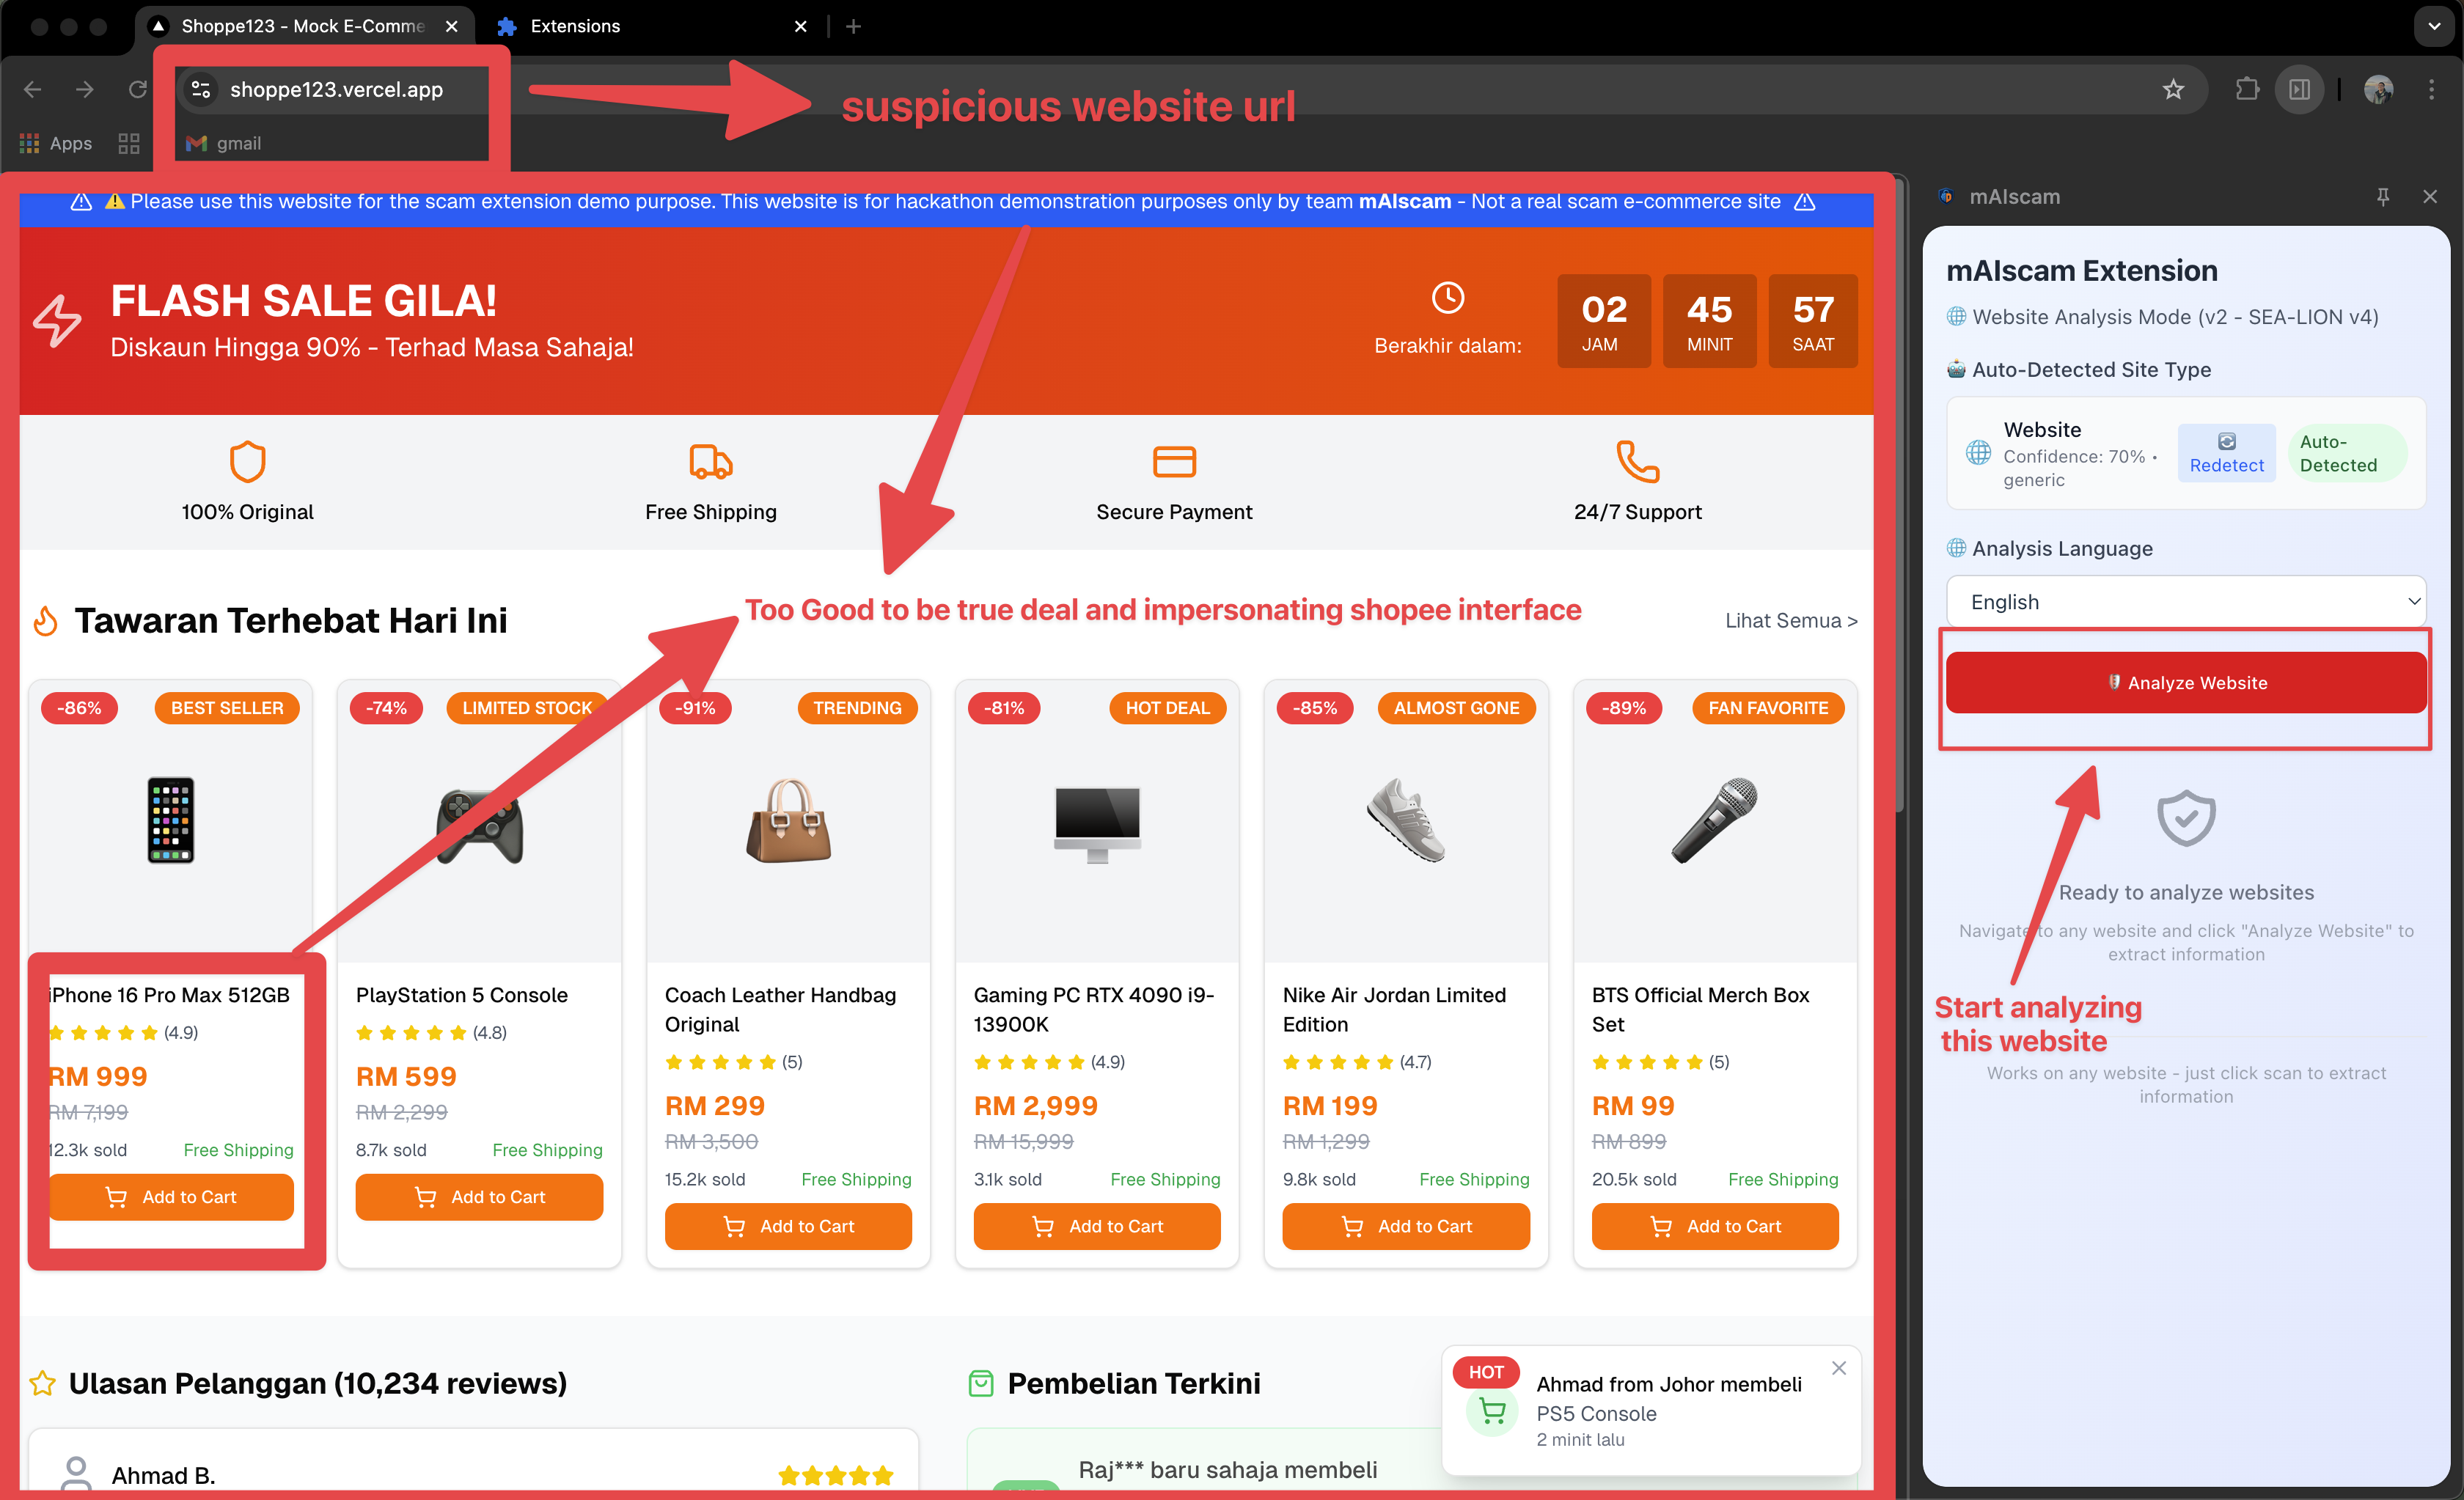 Shoppe123 - Mock E-Comme
Extensions
shoppe123.vercel.app
suspicious website url
Apps
gmail
Please use this website for the scam extension demo purpose. This website is for hackathon demonstration purposes only by team mAIscam - Not a real scam e-commerce site
FLASH SALE GILA!
Diskaun Hingga 90% - Terhad Masa Sahaja!
Berakhir dalam:
02 45 57
JAM MINIT SAAT
100% Original
Free Shipping
Secure Payment
24/7 Support
Too Good to be true deal and impersonating shopee interface
Tawaran Terhebat Hari Ini
Lihat Semua >
-86% BEST SELLER
iPhone 16 Pro Max 512GB
(4.9)
RM 999
RM 7,199
12.3k sold Free Shipping
Add to Cart
-74% LIMITED STOCK
PlayStation 5 Console
(4.8)
RM 599
RM 2,299
8.7k sold Free Shipping
Add to Cart
-91% TRENDING
Coach Leather Handbag
Original
(5)
RM 299
RM 3,500
15.2k sold Free Shipping
Add to Cart
-81% HOT DEAL
Gaming PC RTX 4090 i9-
13900K
(4.9)
RM 2,999
RM 15,999
3.1k sold Free Shipping
Add to Cart
-85% ALMOST GONE
Nike Air Jordan Limited
Edition
(4.7)
RM 199
RM 1,299
9.8k sold Free Shipping
Add to Cart
-89% FAN FAVORITE
BTS Official Merch Box
Set
(5)
RM 99
RM 899
20.5k sold Free Shipping
Add to Cart
Ulasan Pelanggan (10,234 reviews)
Ahmad B.
Pembelian Terkini
Raj*** baru sahaja membeli
HOT
Ahmad from Johor membeli
PS5 Console
2 minit lalu
mAIscam
mAIscam Extension
Website Analysis Mode (v2 - SEA-LION v4)
Auto-Detected Site Type
Website
Confidence: 70% •
generic
Redetect
Auto-
Detected
Analysis Language
English
Analyze Website
Ready to analyze websites
Navigate to any website and click "Analyze Website" to
extract information
Start analyzing
this website
Works on any website - just click scan to extract
information